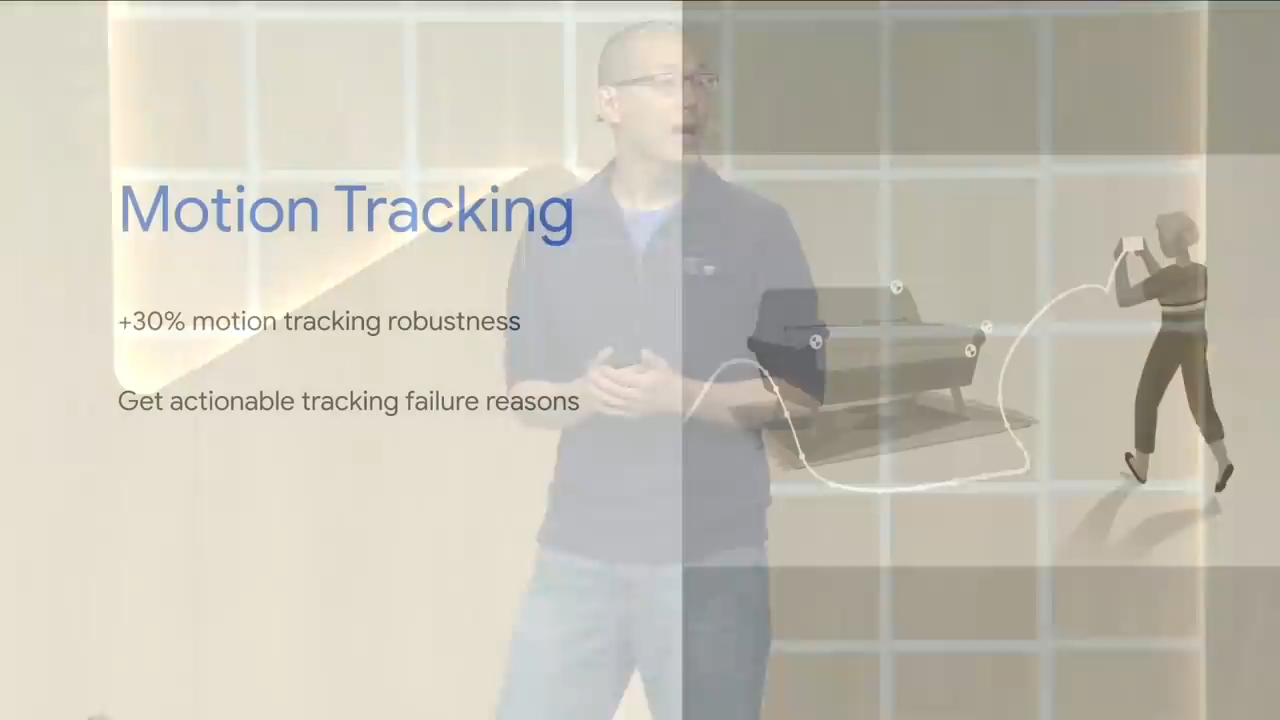 Motion Tracking
+30% motion tracking robustness
Get actionable tracking failure reasons